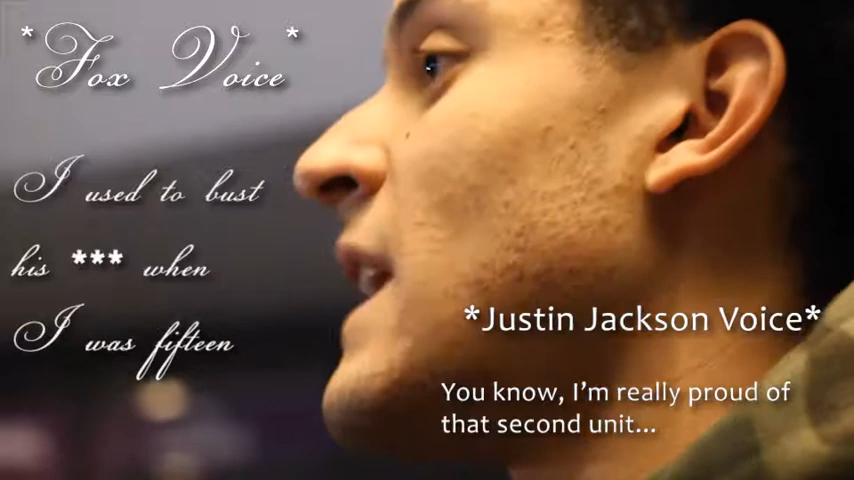 *Fox Voice*
I used to bust
his *** when
I was fifteen
*Justin Jackson Voice*
You know, I’m really proud of
that second unit...